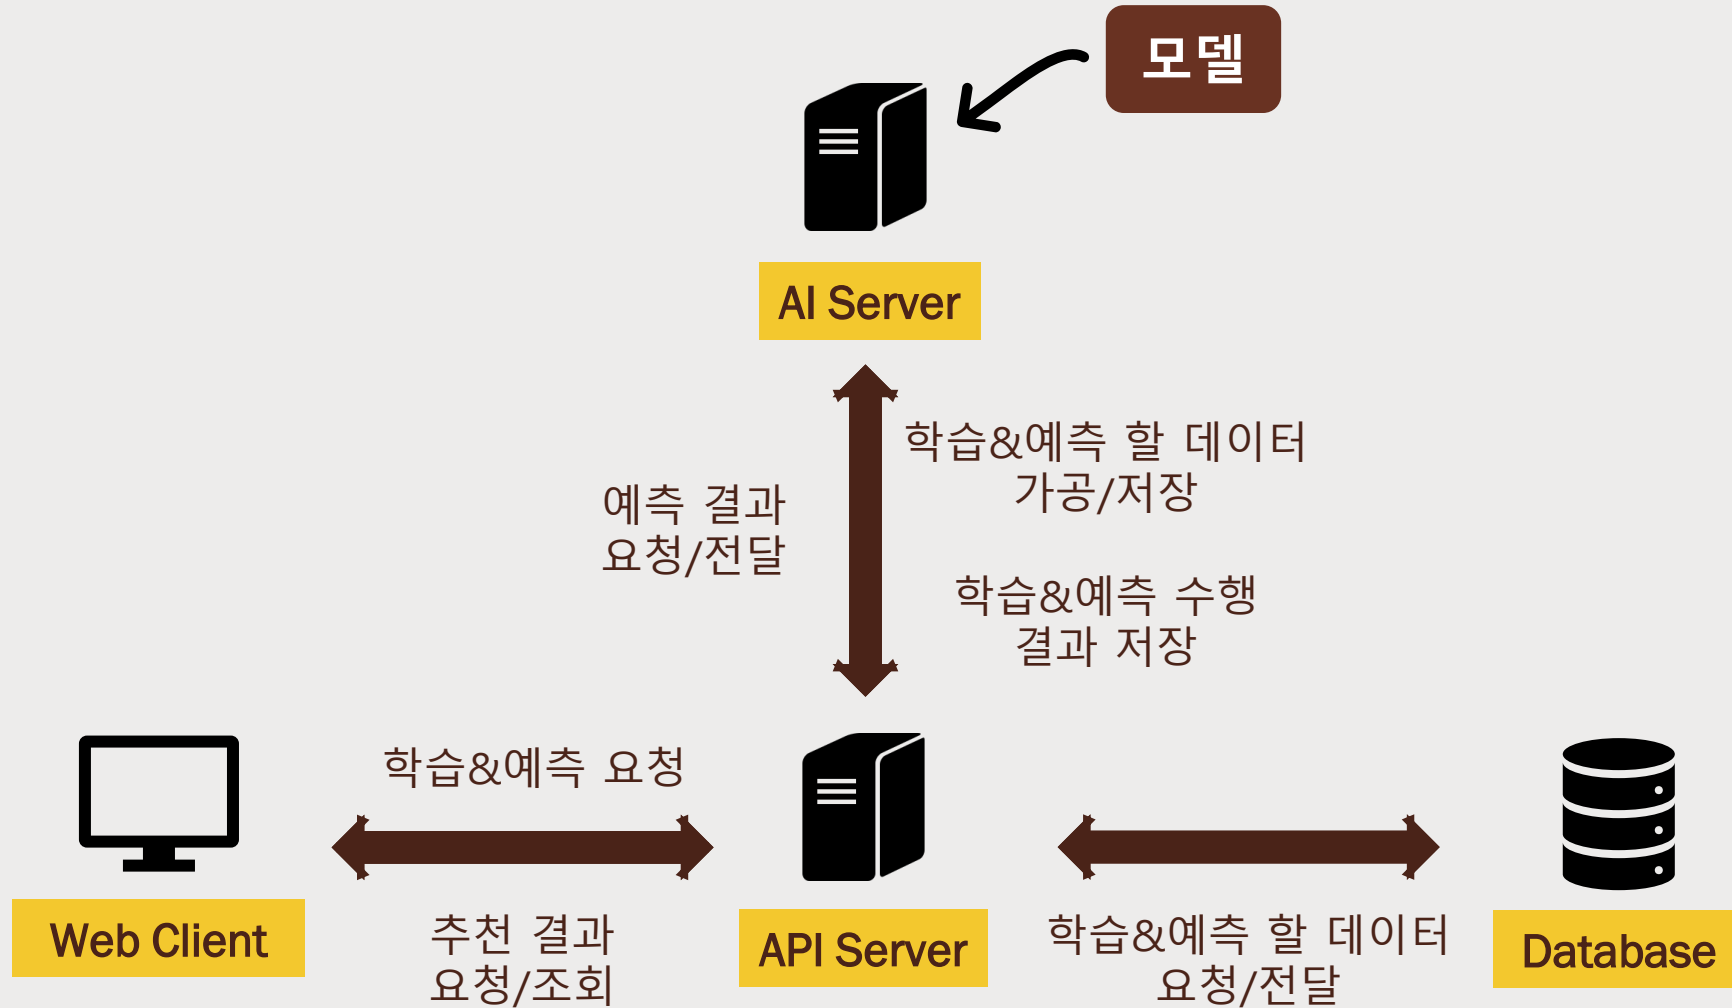 모델
AI Server
학습&예측 할 데이터
가공/저장
예측 결과
요청/전달
학습&예측 수행
결과 저장
학습&예측 요청
추천 결과
요청/조회
Web Client
API Server
학습&예측 할 데이터
요청/전달
Database